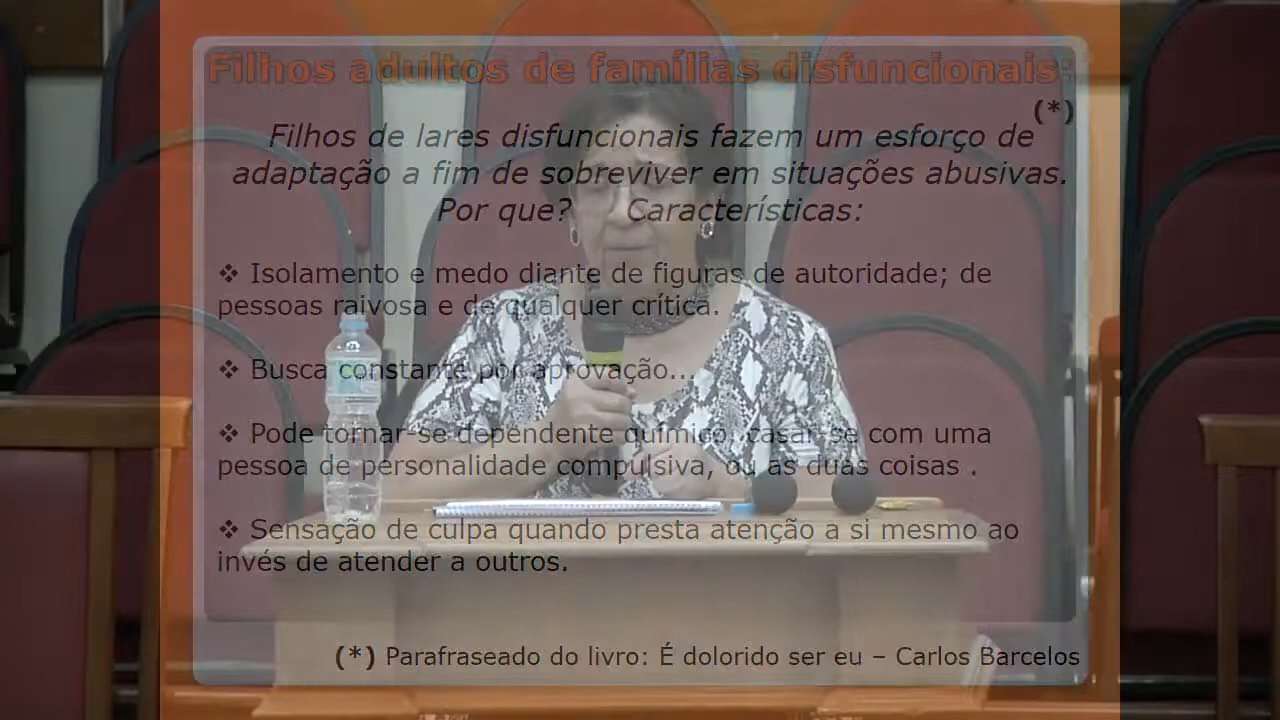 Filhos adultos de famílias disfuncionais:
(*)
Filhos de lares disfuncionais fazem um esforço de
adaptação a fim de sobreviver em situações abusivas.
Por que? Características:
❖ Isolamento e medo diante de figuras de autoridade; de
pessoas raivosa e de qualquer crítica.
❖ Busca constante por aprovação...
❖ Pode tornar-se dependente químico, casar-se com uma
pessoa de personalidade compulsiva, ou as duas coisas .
❖ Sensação de culpa quando presta atenção a si mesmo ao
invés de atender a outros.
(*) Parafraseado do livro: É dolorido ser eu – Carlos Barcelos